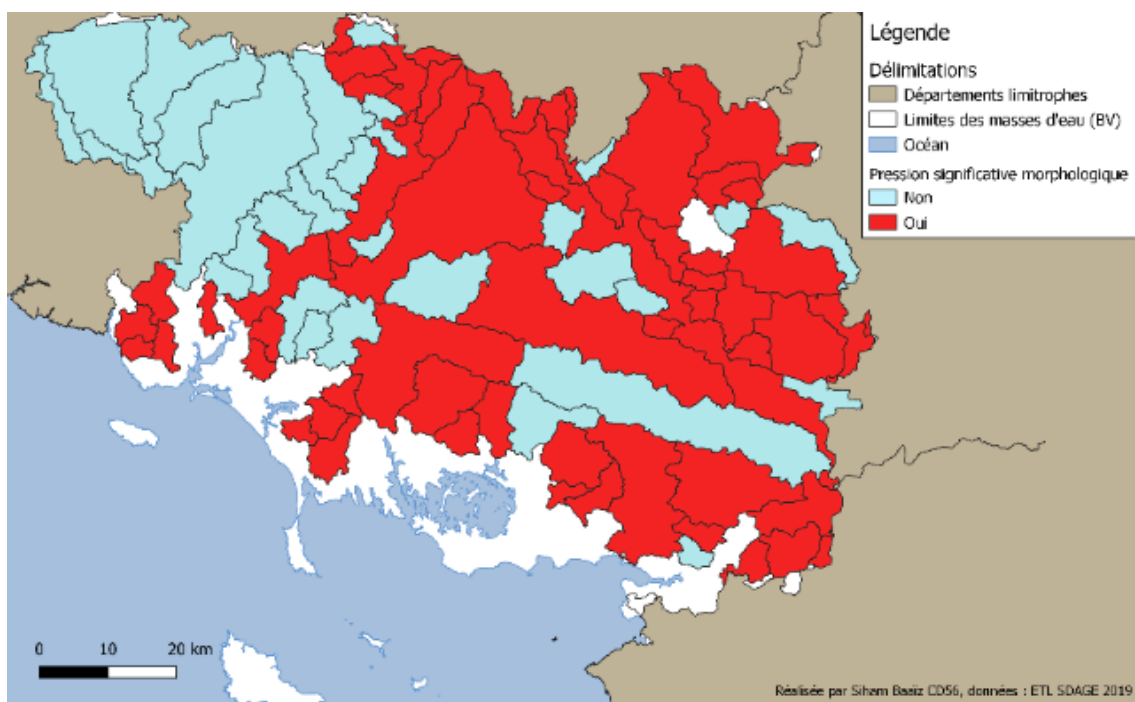 Légende
Délimitations
Départements limitrophes
Limites des masses d'eau (BV)
Océan
Pression significative morphologique
Non
Oui
0 10 20 km
Réalisée par Siham Baaïz CD56, données : ETL SDAGE 2019